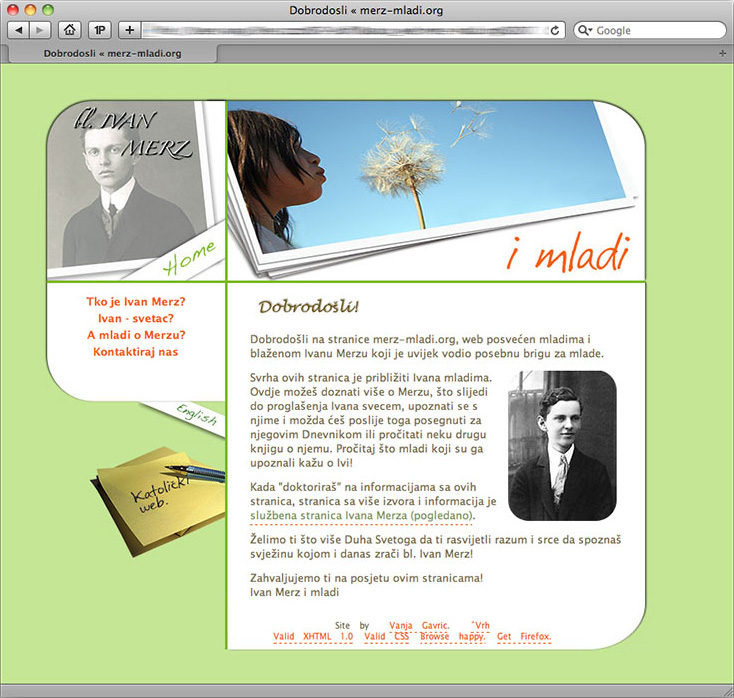 Dobrodosli « merz-mladi.org
1P
Google
Dobrodosli « merz-mladi.org
bl. IVAN
MERZ
Home
i mladi
Tko je Ivan Merz?
Ivan - svetac?
A mladi o Merzu?
Kontaktiraj nas
English
Katolički
web.
Dobrodošli!
Dobrodošli na stranice merz-mladi.org, web posvećen mladima i
blaženom Ivanu Merzu koji je uvijek vodio posebnu brigu za mlade.
Svrha ovih stranica je približiti Ivana mladima.
Ovdje možeš doznati više o Merzu, što slijedi
do proglašenja Ivana svecem, upoznati se s
njime i možda ćeš poslije toga posegnuti za
njegovim Dnevnikom ili pročitati neku drugu
knjigu o njemu. Pročitaj što mladi koji su ga
upoznali kažu o Ivi!
Kada "doktoriraš" na informacijama sa ovih
stranica, stranica sa više izvora i informacija je
službena stranica Ivana Merza (pogledano).
Želimo ti što više Duha Svetoga da ti rasvijetli razum i srce da spoznaš
svježinu kojom i danas zrači bl. Ivan Merz!
Zahvaljujemo ti na posjetu ovim stranicama!
Ivan Merz i mladi
Site by Vanja Gavric. ˆVrh
Valid XHTML 1.0 Valid CSS Browse happy. Get Firefox.